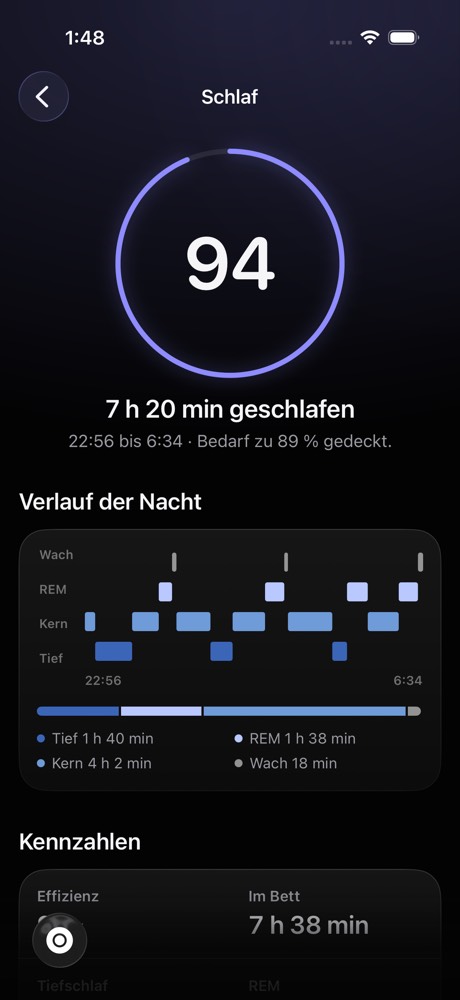 1:48
Schlaf
94
7 h 20 min geschlafen
22:56 bis 6:34 · Bedarf zu 89 % gedeckt.
Verlauf der Nacht
Wach
REM
Kern
Tief
22:56 6:34
Tief 1 h 40 min REM 1 h 38 min
Kern 4 h 2 min Wach 18 min
Kennzahlen
Effizienz Im Bett
7 h 38 min
Tiefschlaf REM